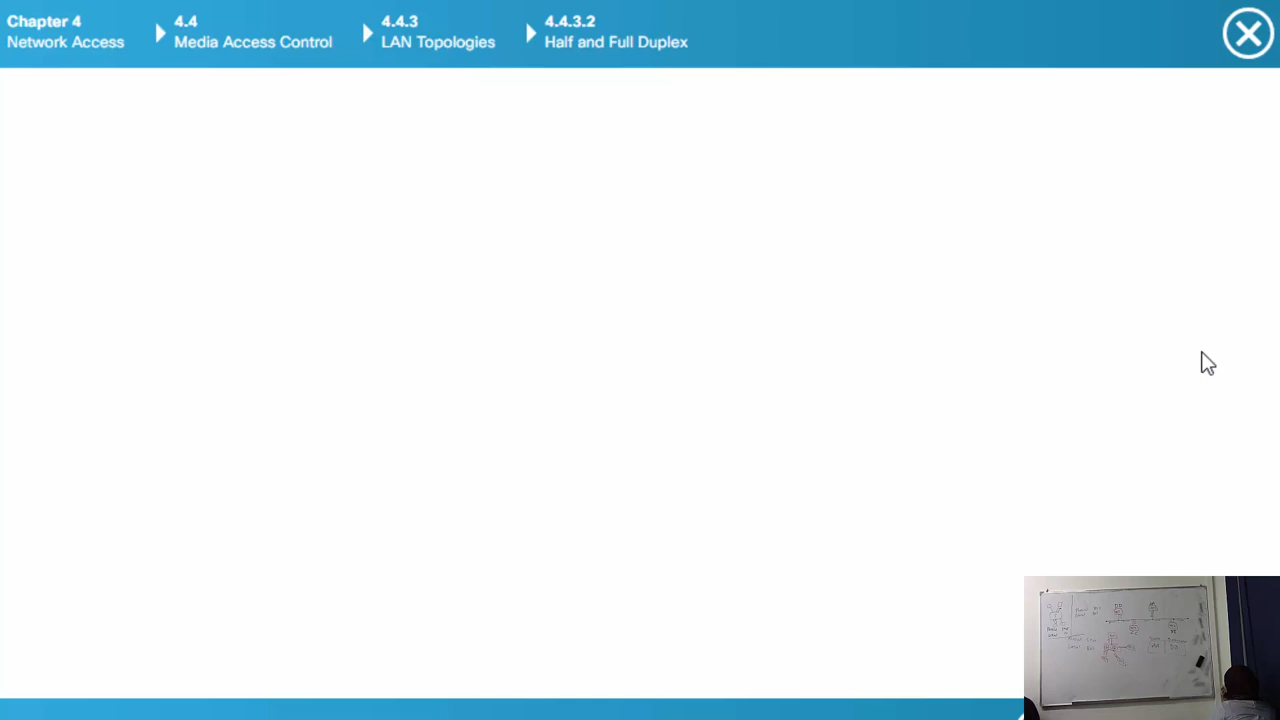 Chapter 4
Network Access
4.4
Media Access Control
4.4.3
LAN Topologies
4.4.3.2
Half and Full Duplex